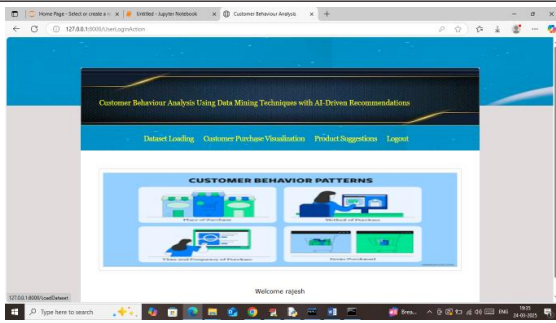 Home Page - Select or create a n
Untitled - Jupyter Notebook
Customer Behaviour Analysis
127.0.0.1:8000/UserLoginAction
Customer Behaviour Analysis Using Data Mining Techniques with AI-Driven Recommendations
Dataset Loading Customer Purchase Visualization Product Suggestions Logout
CUSTOMER BEHAVIOR PATTERNS
Place of Purchase Method of Purchase
Time and Frequency of Purchase Items Purchased
Welcome rajesh
127.0.0.1:8000/LoadDataset
Type here to search
ENG
19:25
24-03-2025